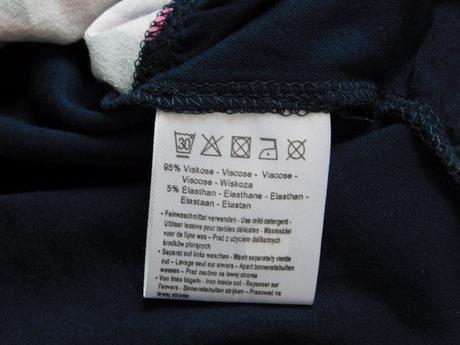 30
95% Viskose - Viscose - Viscose -
Viscose - Wiskoza
5% Elasthan - Elasthane - Elasthan -
Elastaan - Elastan
• Feinwaschmittel verwenden - Use mild detergent -
Utiliser lessive pour textiles délicates - Wasmiddel
voor de fijne was - Prać z użyciem delikatnych
środków piorących
• Separat auf links waschen - Wash separately inside
out - Lavage seul sur envers - Apart binnenstebuiten
wassen - Prać osobno na lewej stronie
• Von links bügeln - Iron inside out - Repasser sur
l'envers - Binnenstebuiten strijken - Prasować na
lewej stronie